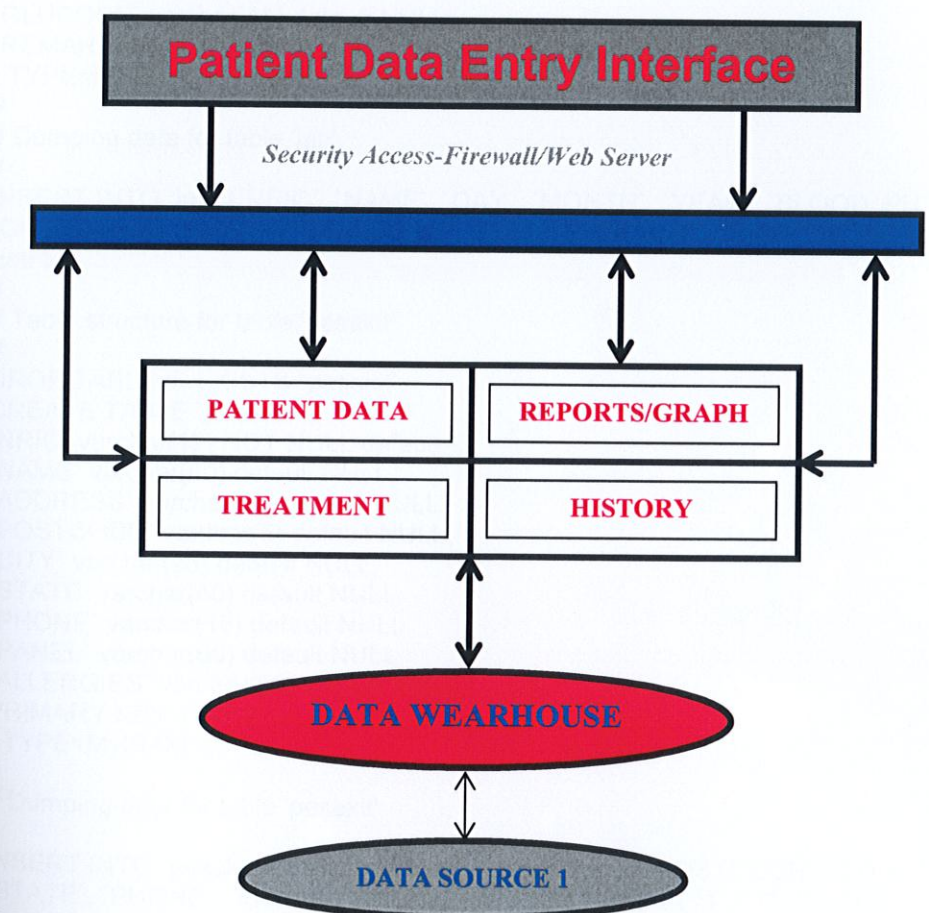 Patient Data Entry Interface
Security Access-Firewall/Web Server
PATIENT DATA
REPORTS/GRAPH
TREATMENT
HISTORY
DATA WEARHOUSE
DATA SOURCE 1